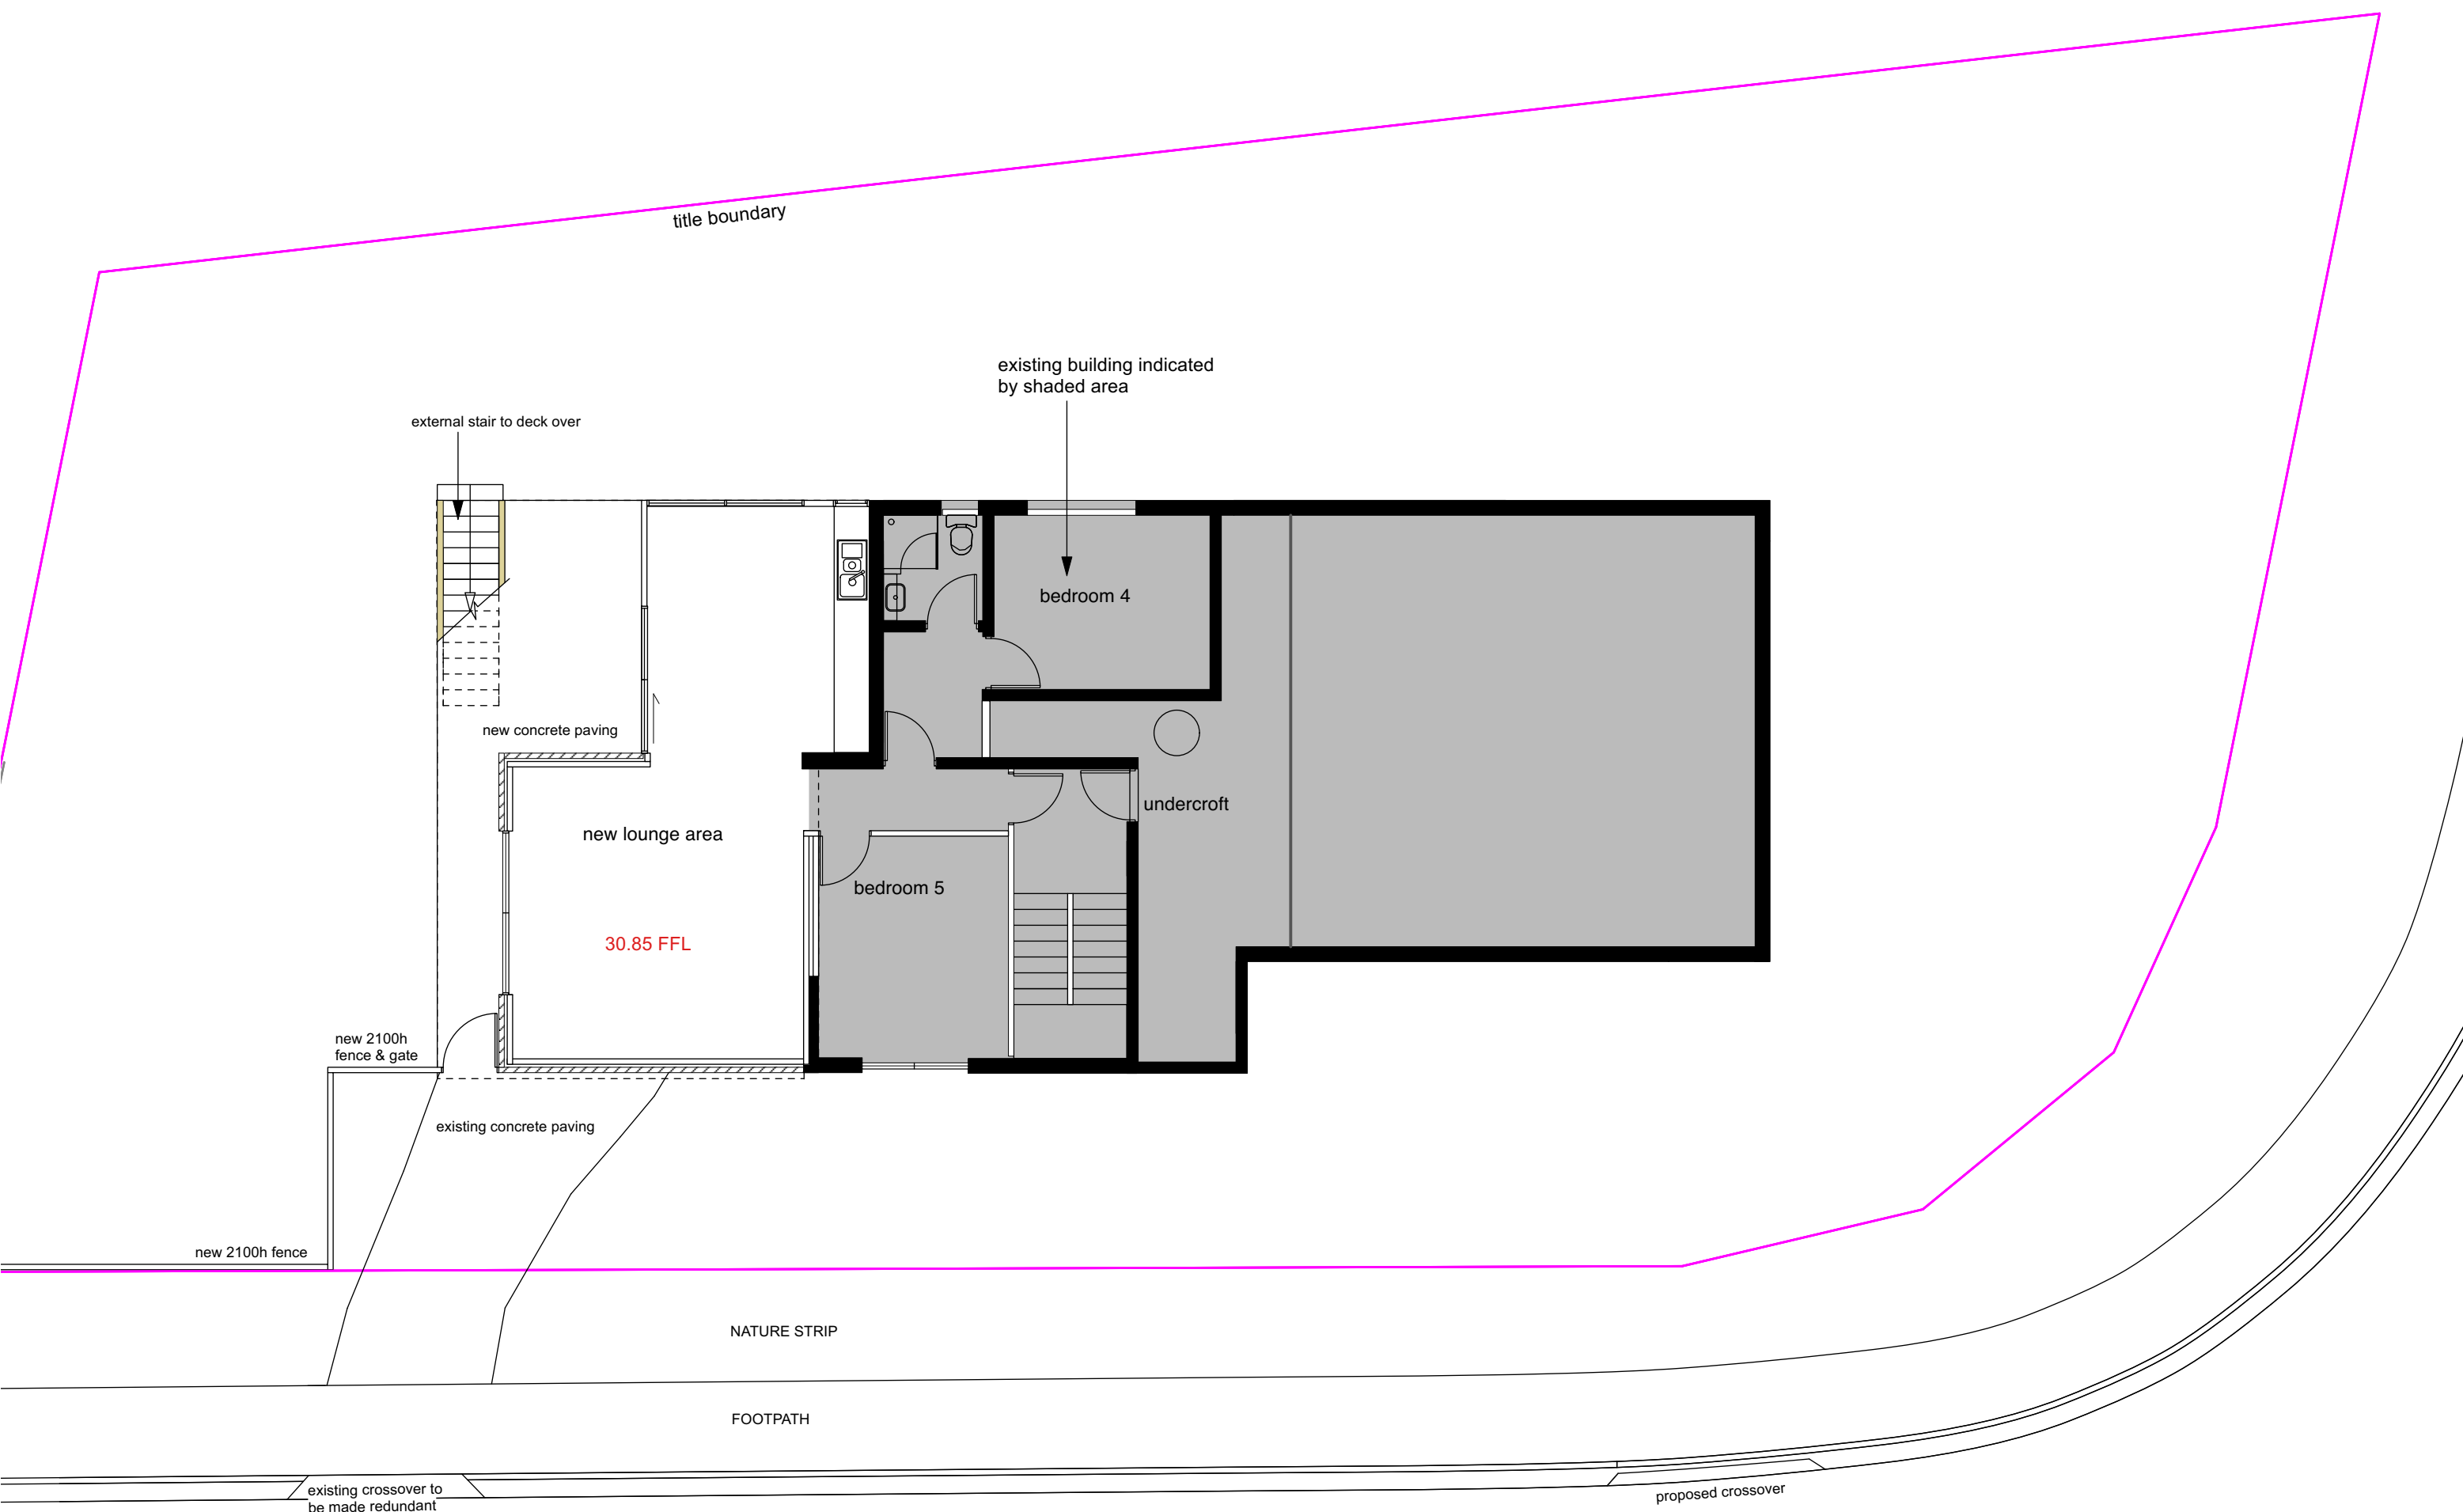 title boundary
existing building indicated
by shaded area
external stair to deck over
bedroom 4
new concrete paving
undercroft
new lounge area
bedroom 5
30.85 FFL
new 2100h
fence & gate
existing concrete paving
new 2100h fence
NATURE STRIP
FOOTPATH
existing crossover to
be made redundant
proposed crossover